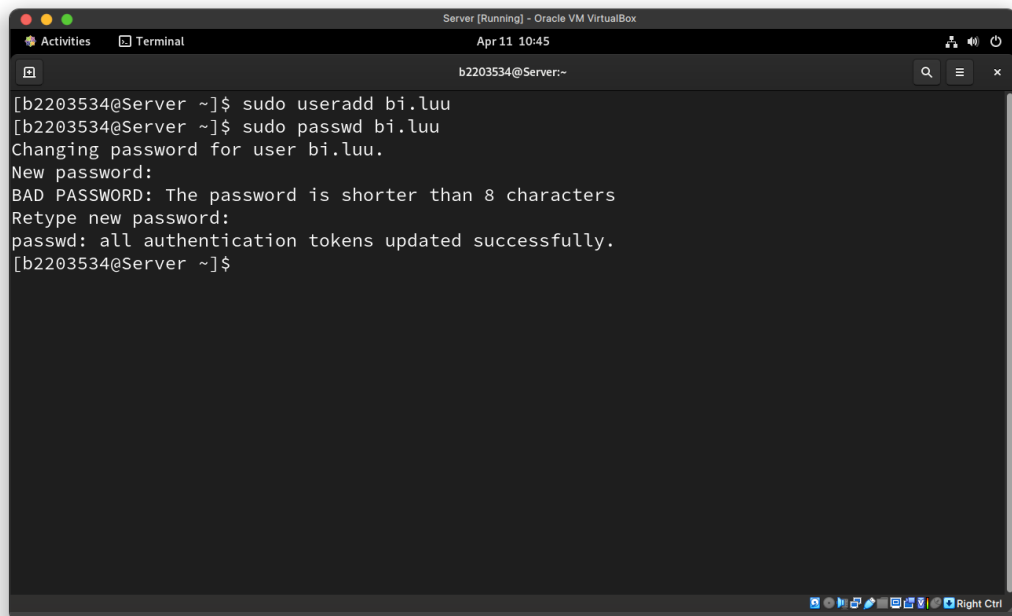 Server [Running] - Oracle VM VirtualBox
Activities Terminal Apr 11 10:45
b2203534@Server:~
[b2203534@Server ~]$ sudo useradd bi.luu
[b2203534@Server ~]$ sudo passwd bi.luu
Changing password for user bi.luu.
New password:
BAD PASSWORD: The password is shorter than 8 characters
Retype new password:
passwd: all authentication tokens updated successfully.
[b2203534@Server ~]$
Right Ctrl